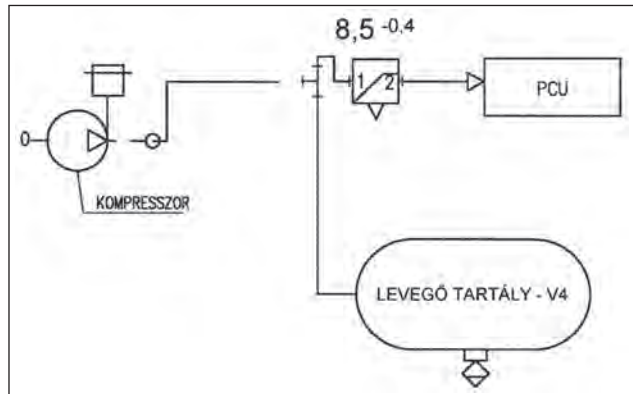 8,5 -0.4
1 2
PCU
0
KOMPRESSZOR
LEVEGŐ TARTÁLY - V4